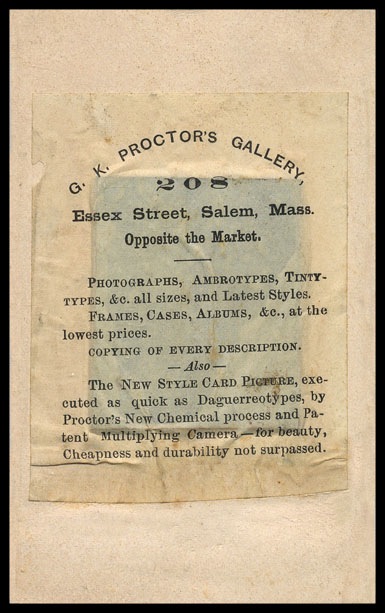 G. K. PROCTOR'S GALLERY,
208
Essex Street, Salem, Mass.
Opposite the Market.
PHOTOGRAPHS, AMBROTYPES, TINTY-
TYPES, &c. all sizes, and Latest Styles.
FRAMES, CASES, ALBUMS, &c., at the
lowest prices.
COPYING OF EVERY DESCRIPTION.
—Also—
The NEW STYLE CARD PICTURE, exe-
cuted as quick as Daguerreotypes, by
Proctor's New Chemical process and Pa-
tent Multiplying Camera—for beauty,
Cheapness and durability not surpassed.